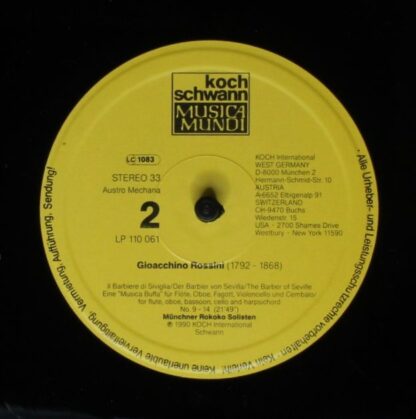 koch
schwann
MUSICA
MUNDI
LC 1083
STEREO 33
Austro Mechana
2
LP 110 061
KOCH International
WEST GERMANY
D-8000 München 2
Hermann-Schmid-Str. 10
AUSTRIA
A-6652 Elbigenalp 91
SWITZERLAND
CH-9470 Buchs
Wiedenstr. 15
USA - 2700 Shames Drive
Westbury - New York 11590
Gioacchino Rossini (1792 - 1868)
Il Barbiere di Siviglia/Der Barbier von Sevilla/The Barber of Seville
Eine "Musica Buffa" für Flöte, Oboe, Fagott, Violoncello und Cembalo/
for flute, oboe, bassoon, cello and harpsichord
No. 9 - 14 (21'49")
Münchner Rokoko Solisten
℗ 1990 KOCH International
Schwann
· Alle Urheber- und Leistungsschutzrechte vorbehalten · Kein Verleih! · Keine unerlaubte Vervielfältigung, Vermietung, Aufführung, Sendung!